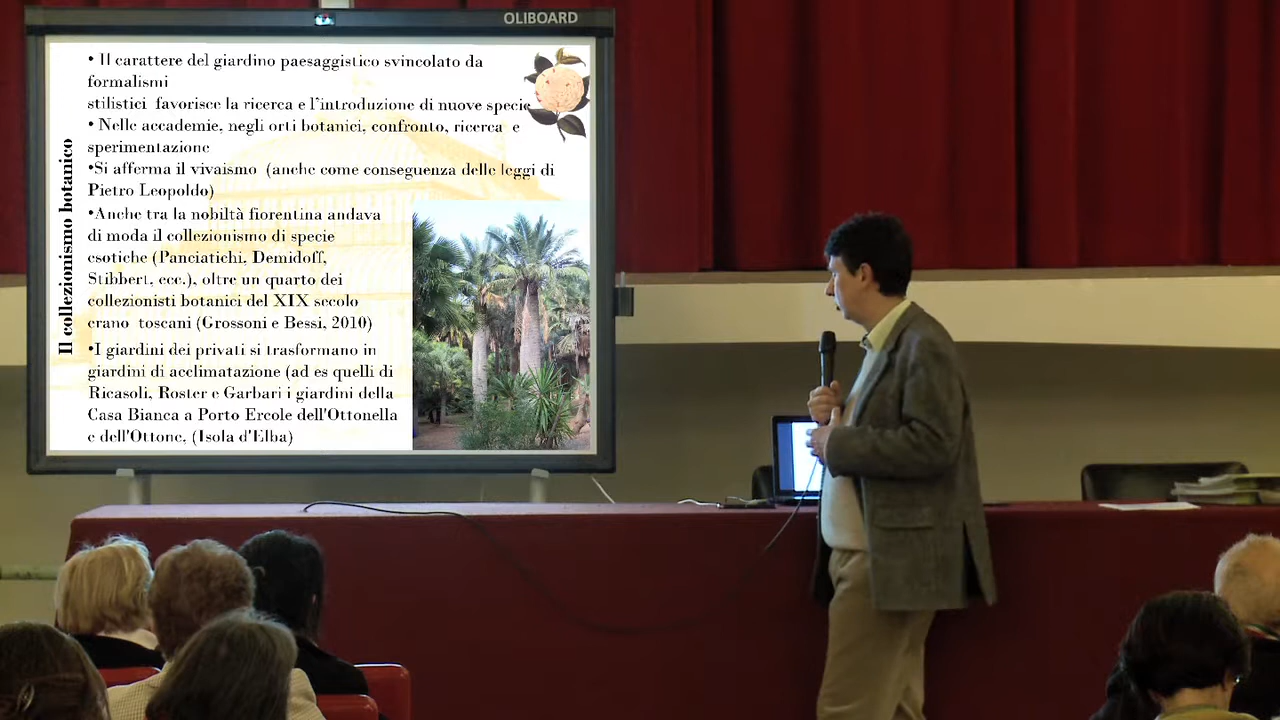 OLIBOARD
Il collezionismo botanico
• Il carattere del giardino paesaggistico svincolato da
formalismi
stilistici favorisce la ricerca e l'introduzione di nuove specie
• Nelle accademie, negli orti botanici, confronto, ricerca e
sperimentazione
•Si afferma il vivaismo (anche come conseguenza delle leggi di
Pietro Leopoldo)
•Anche tra la nobiltà fiorentina andava
di moda il collezionismo di specie
esotiche (Panciatichi, Demidoff,
Stibbert, ecc.), oltre un quarto dei
collezionisti botanici del XIX secolo
erano toscani (Grossoni e Bessi, 2010)
•I giardini dei privati si trasformano in
giardini di acclimatazione (ad es quelli di
Ricasoli, Roster e Garbari i giardini della
Casa Bianca a Porto Ercole dell'Ottonella
e dell'Ottone, (Isola d'Elba)